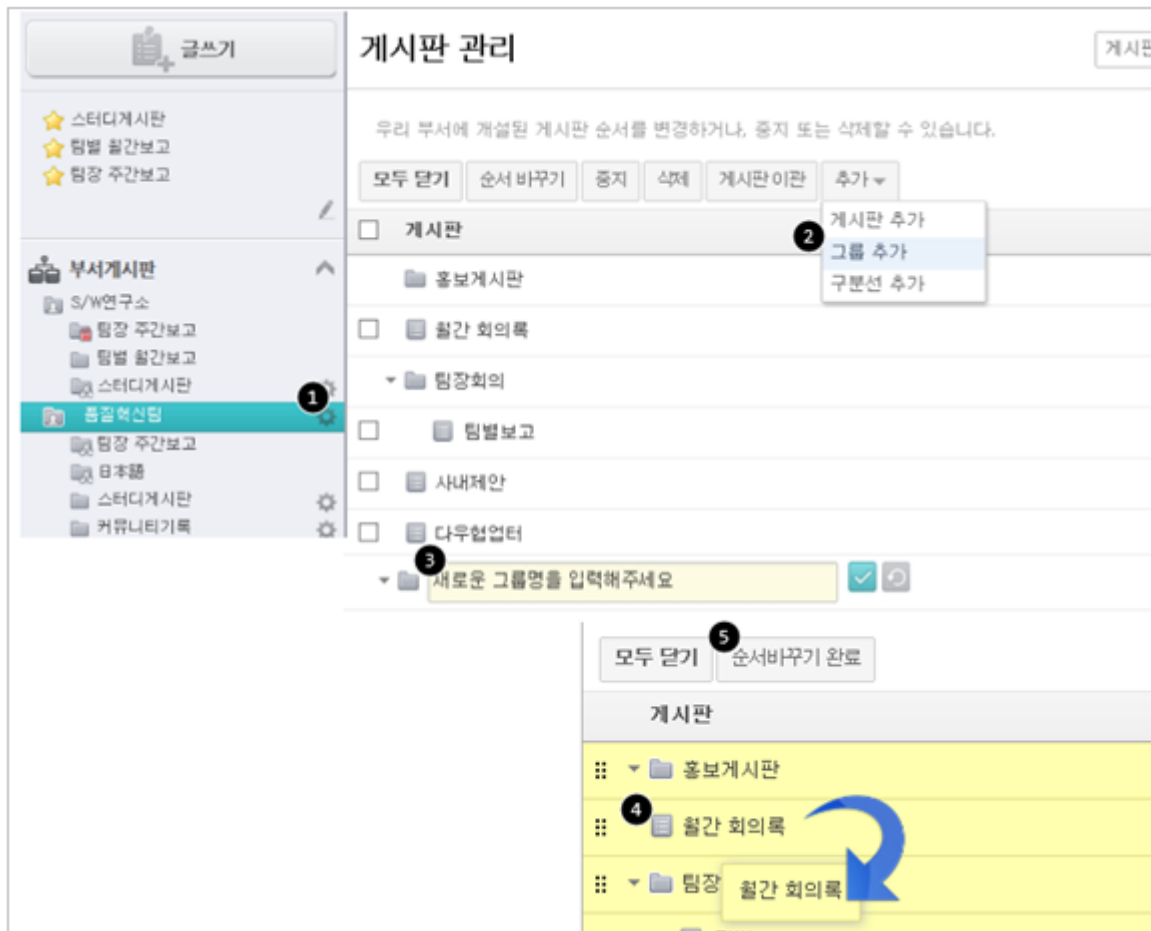 글쓰기
스터디게시판
팀별 월간보고
팀장 주간보고
부서게시판
S/W연구소
팀장 주간보고
팀별 월간보고
스터디게시판
1
품질혁신팀
팀장 주간보고
日本語
스터디게시판
커뮤니티기록
게시판 관리
게시판
우리 부서에 개설된 게시판 순서를 변경하거나, 중지 또는 삭제할 수 있습니다.
모두 닫기 순서 바꾸기 중지 삭제 게시판 이관 추가
게시판
2
게시판 추가
그룹 추가
구분선 추가
홍보게시판
월간 회의록
팀장회의
팀별보고
사내제안
다우협업터
3
새로운 그룹명을 입력해주세요
5
모두 닫기 순서바꾸기 완료
게시판
홍보게시판
4
월간 회의록
팀장
월간 회의록